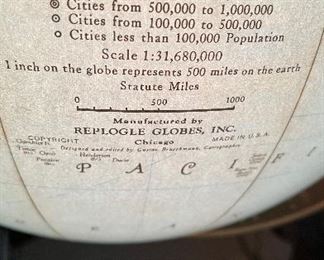 ◎ Cities from 500,000 to 1,000,000
⊙ Cities from 100,000 to 500,000
o Cities less than 100,000 Population
Scale 1:31,680,000
1 inch on the globe represents 500 miles on the earth
Statute Miles
0 500 1000
Manufactured by
REPLOGLE GLOBES, INC.
COPYRIGHT Chicago MADE IN U.S.A.
Designed and edited by Gustav Brueckmann, Cartographer
Henderson
Ducie
P A C I F